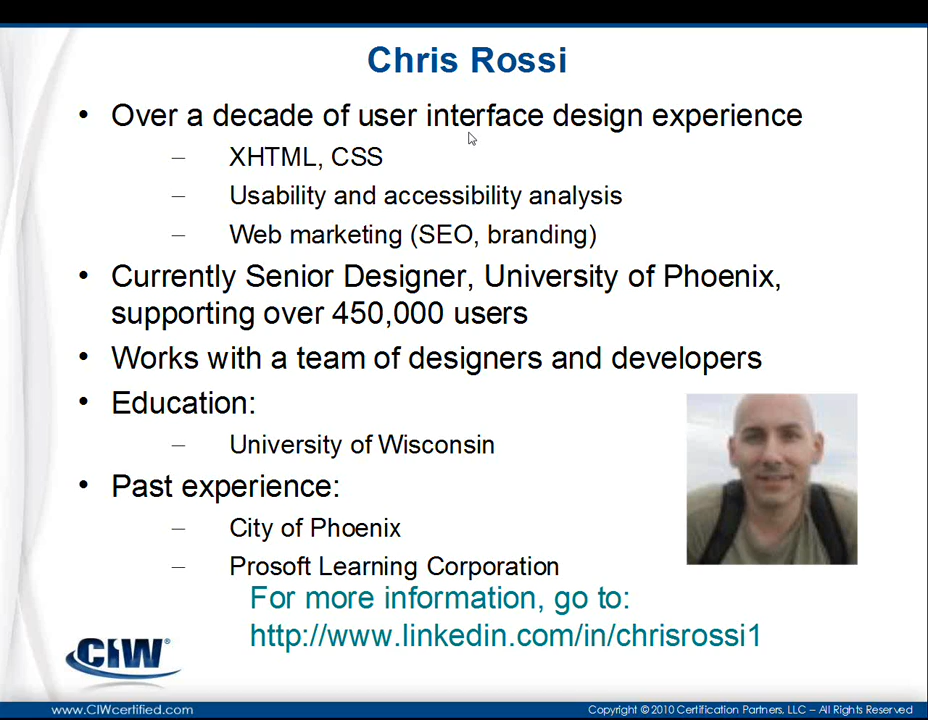 Chris Rossi
• Over a decade of user interface design experience
– XHTML, CSS
– Usability and accessibility analysis
– Web marketing (SEO, branding)
• Currently Senior Designer, University of Phoenix,
supporting over 450,000 users
• Works with a team of designers and developers
• Education:
– University of Wisconsin
• Past experience:
– City of Phoenix
– Prosoft Learning Corporation
For more information, go to:
http://www.linkedin.com/in/chrisrossi1
CIW®
www.CIWcertified.com
Copyright © 2010 Certification Partners, LLC – All Rights Reserved